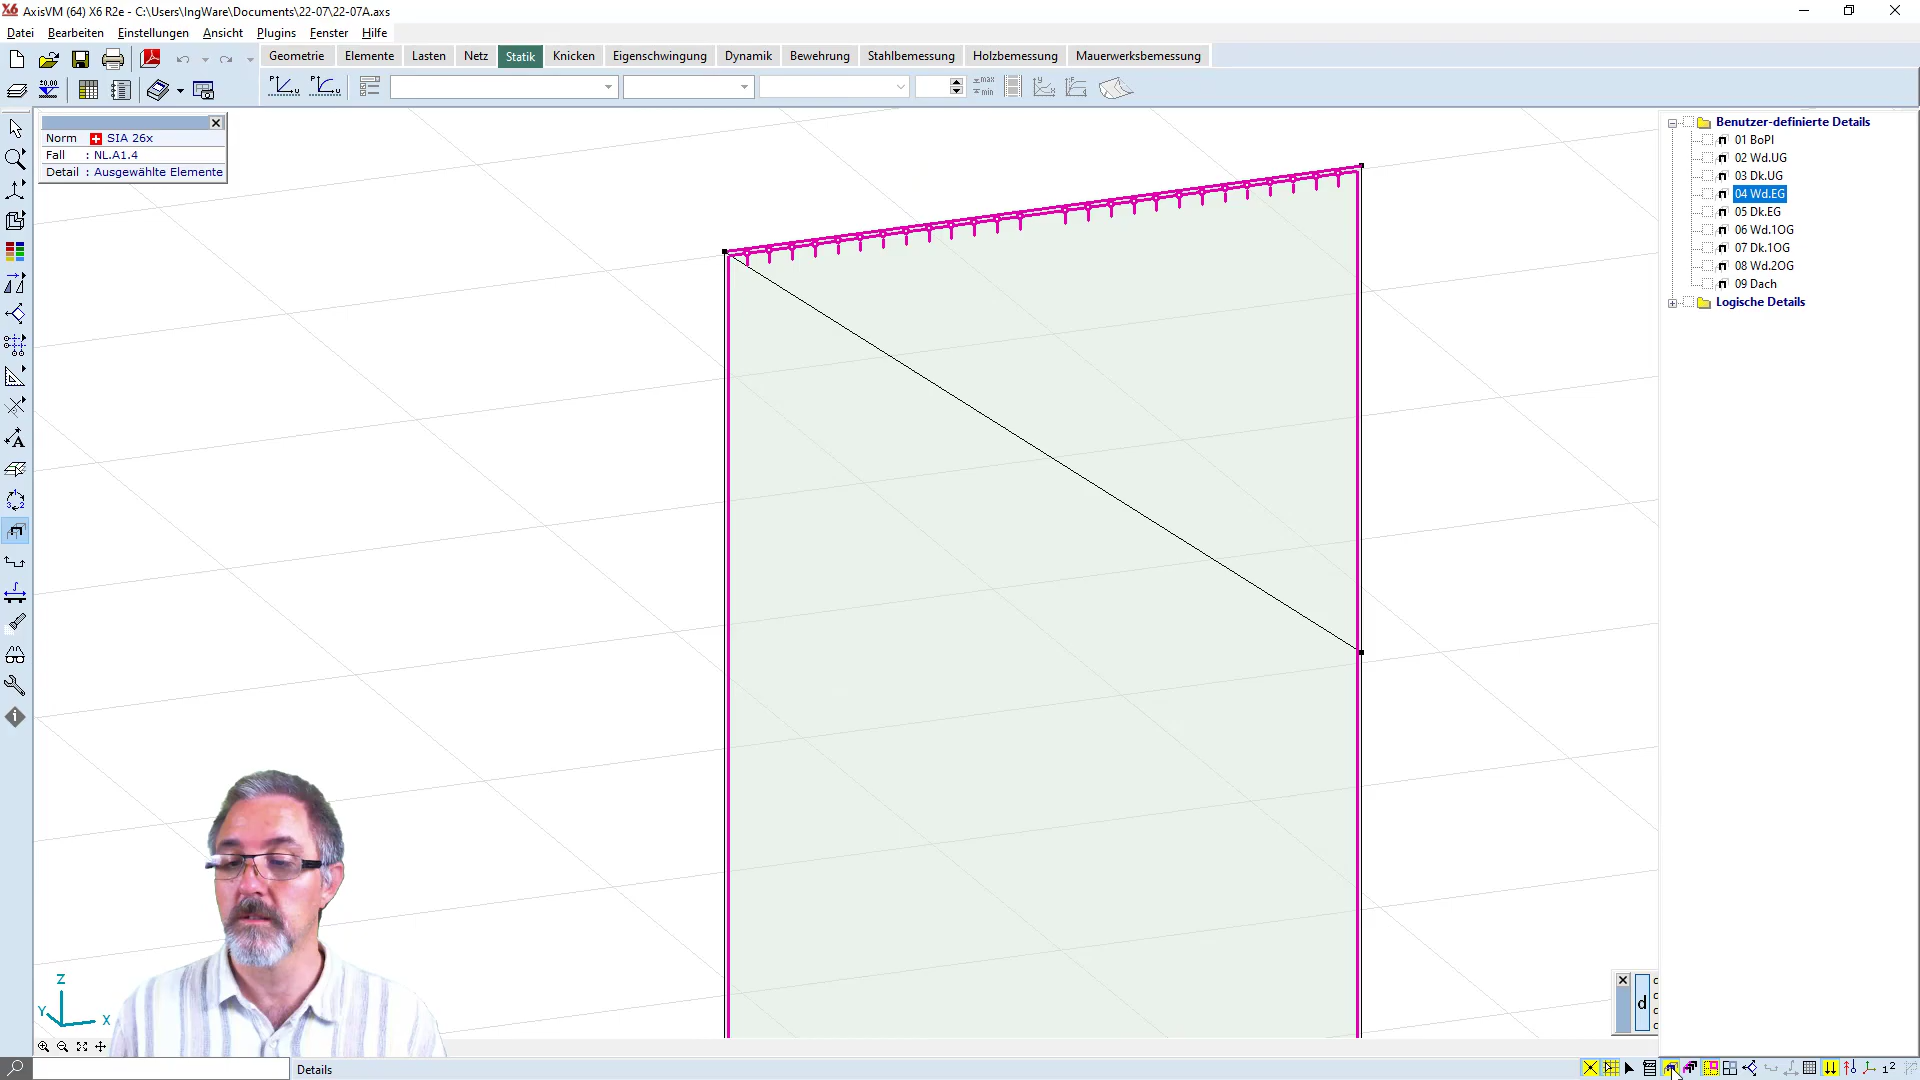 X6 AxisVM (64) X6 R2e - C:\Users\IngWare\Documents\22-07\22-07A.axs
Datei Bearbeiten Einstellungen Ansicht Plugins Fenster Hilfe
Geometrie Elemente Lasten Netz Statik Knicken Eigenschwingung Dynamik Bewehrung Stahlbemessung Holzbemessung Mauerwerksbemessung
max
min
Norm SIA 26x
Fall : NL.A1.4
Detail : Ausgewählte Elemente
Benutzer-definierte Details
01 BoPl
02 Wd.UG
03 Dk.UG
04 Wd.EG
05 Dk.EG
06 Wd.1OG
07 Dk.1OG
08 Wd.2OG
09 Dach
Logische Details
Z
Y
X
d
Details